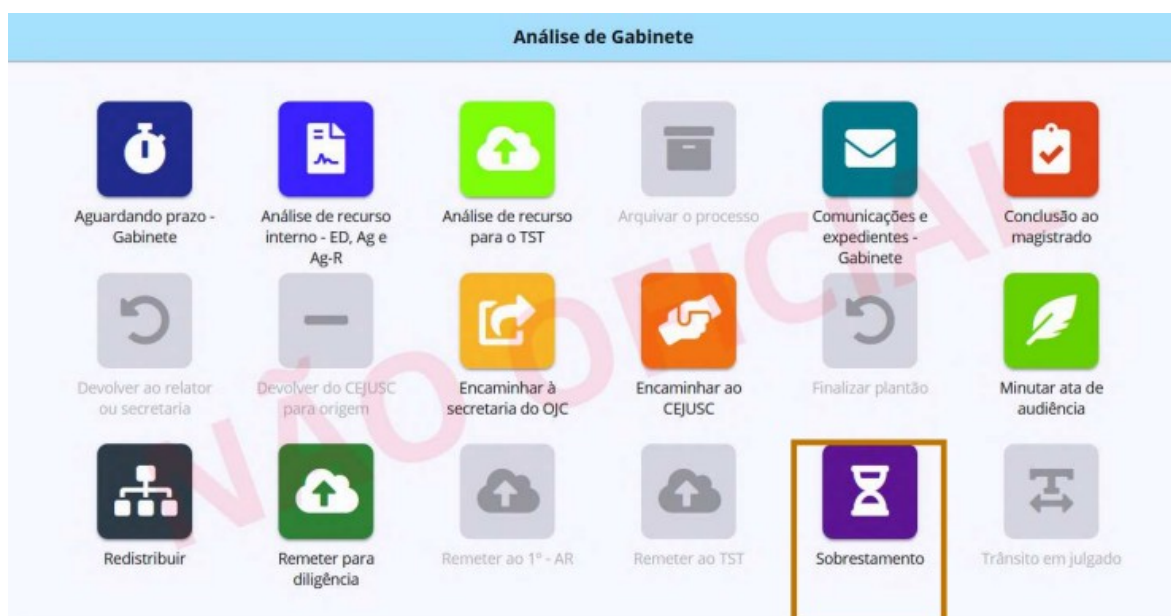 Análise de Gabinete
Aguardando prazo -
Gabinete
Análise de recurso
interno - ED, Ag e
Ag-R
Análise de recurso
para o TST
Arquivar o processo
Comunicações e
expedientes -
Gabinete
Conclusão ao
magistrado
Devolver ao relator
ou secretaria
Devolver do CEJUSC
para origem
Encaminhar à
secretaria do OJC
Encaminhar ao
CEJUSC
Finalizar plantão
Minutar ata de
audiência
Redistribuir
Remeter para
diligência
Remeter ao 1º - AR
Remeter ao TST
Sobrestamento
Trânsito em julgado
NÃO OFICIAL